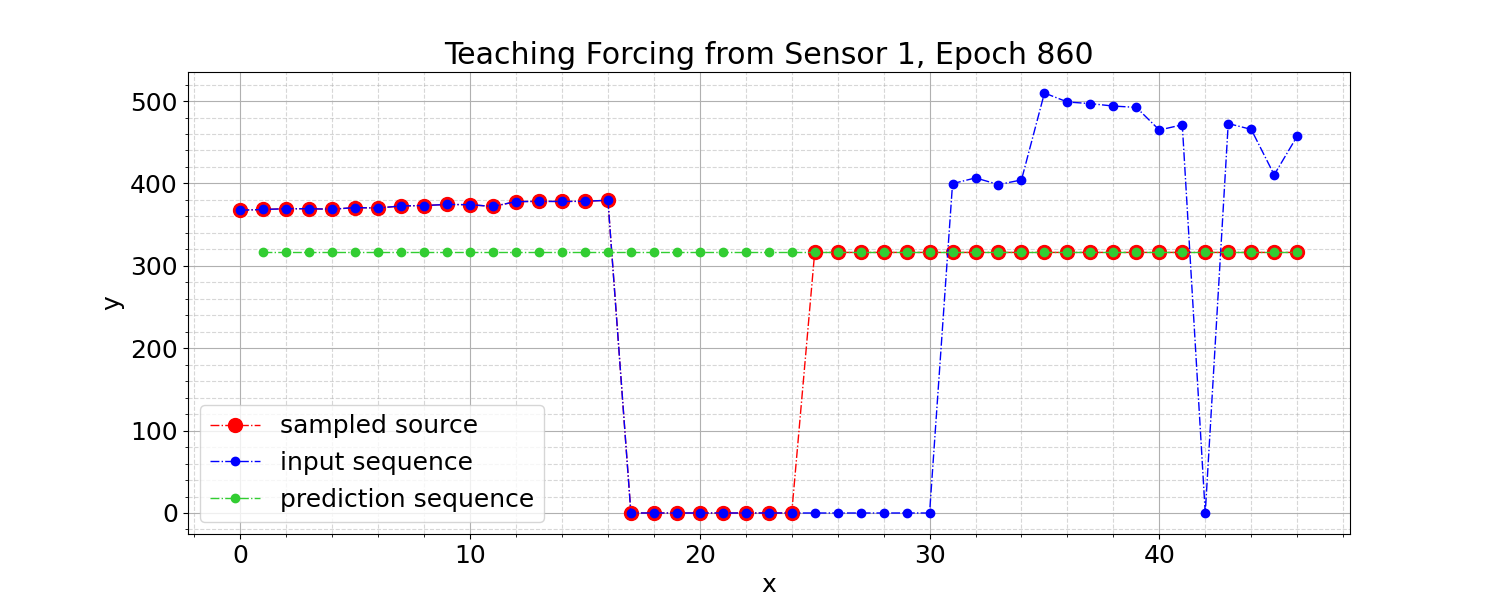 Teaching Forcing from Sensor 1, Epoch 860
500
400
300
200
100
0
y
sampled source
input sequence
prediction sequence
0 10 20 30 40
x